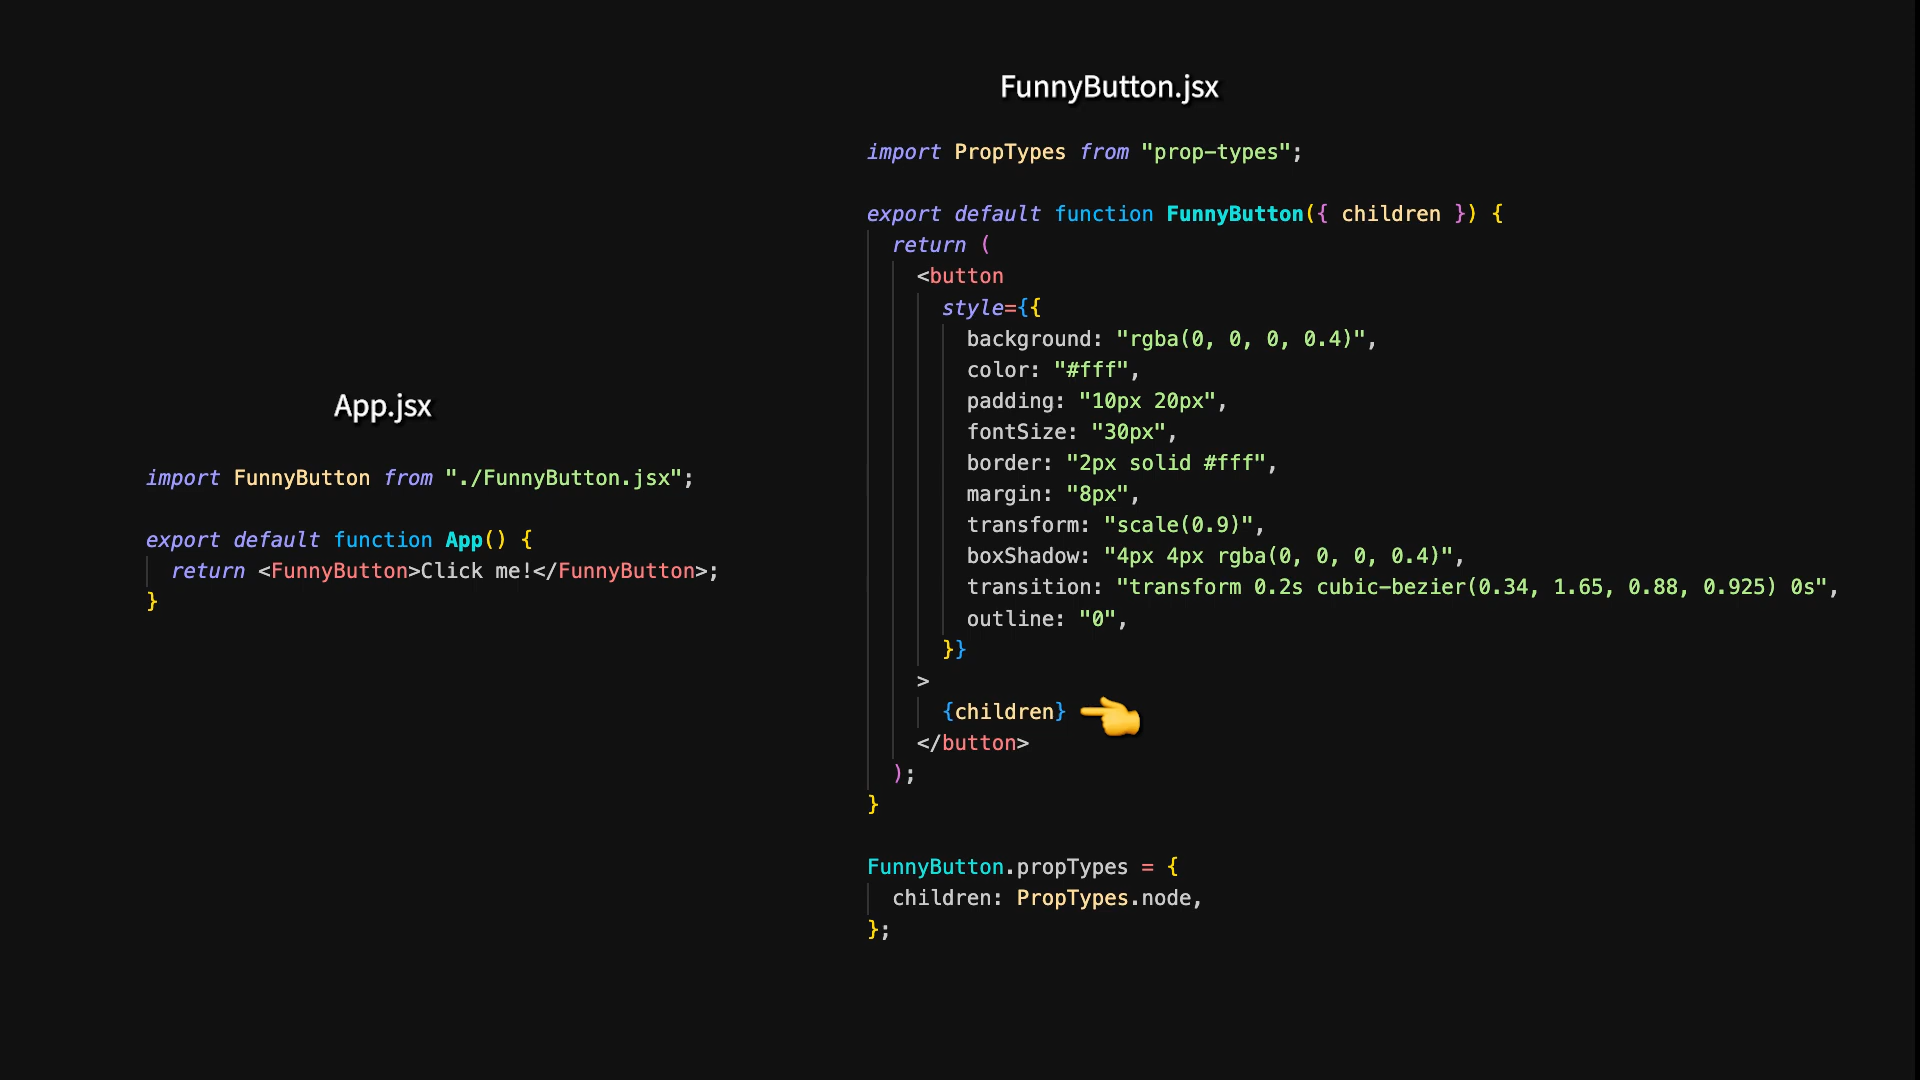 App.jsx
import FunnyButton from "./FunnyButton.jsx";
export default function App() {
return <FunnyButton>Click me!</FunnyButton>;
}
FunnyButton.jsx
import PropTypes from "prop-types";
export default function FunnyButton({ children }) {
return (
<button
style={{
background: "rgba(0, 0, 0, 0.4)",
color: "#fff",
padding: "10px 20px",
fontSize: "30px",
border: "2px solid #fff",
margin: "8px",
transform: "scale(0.9)",
boxShadow: "4px 4px rgba(0, 0, 0, 0.4)",
transition: "transform 0.2s cubic-bezier(0.34, 1.65, 0.88, 0.925) 0s",
outline: "0",
}}
>
{children}
</button>
);
}
FunnyButton.propTypes = {
children: PropTypes.node,
};